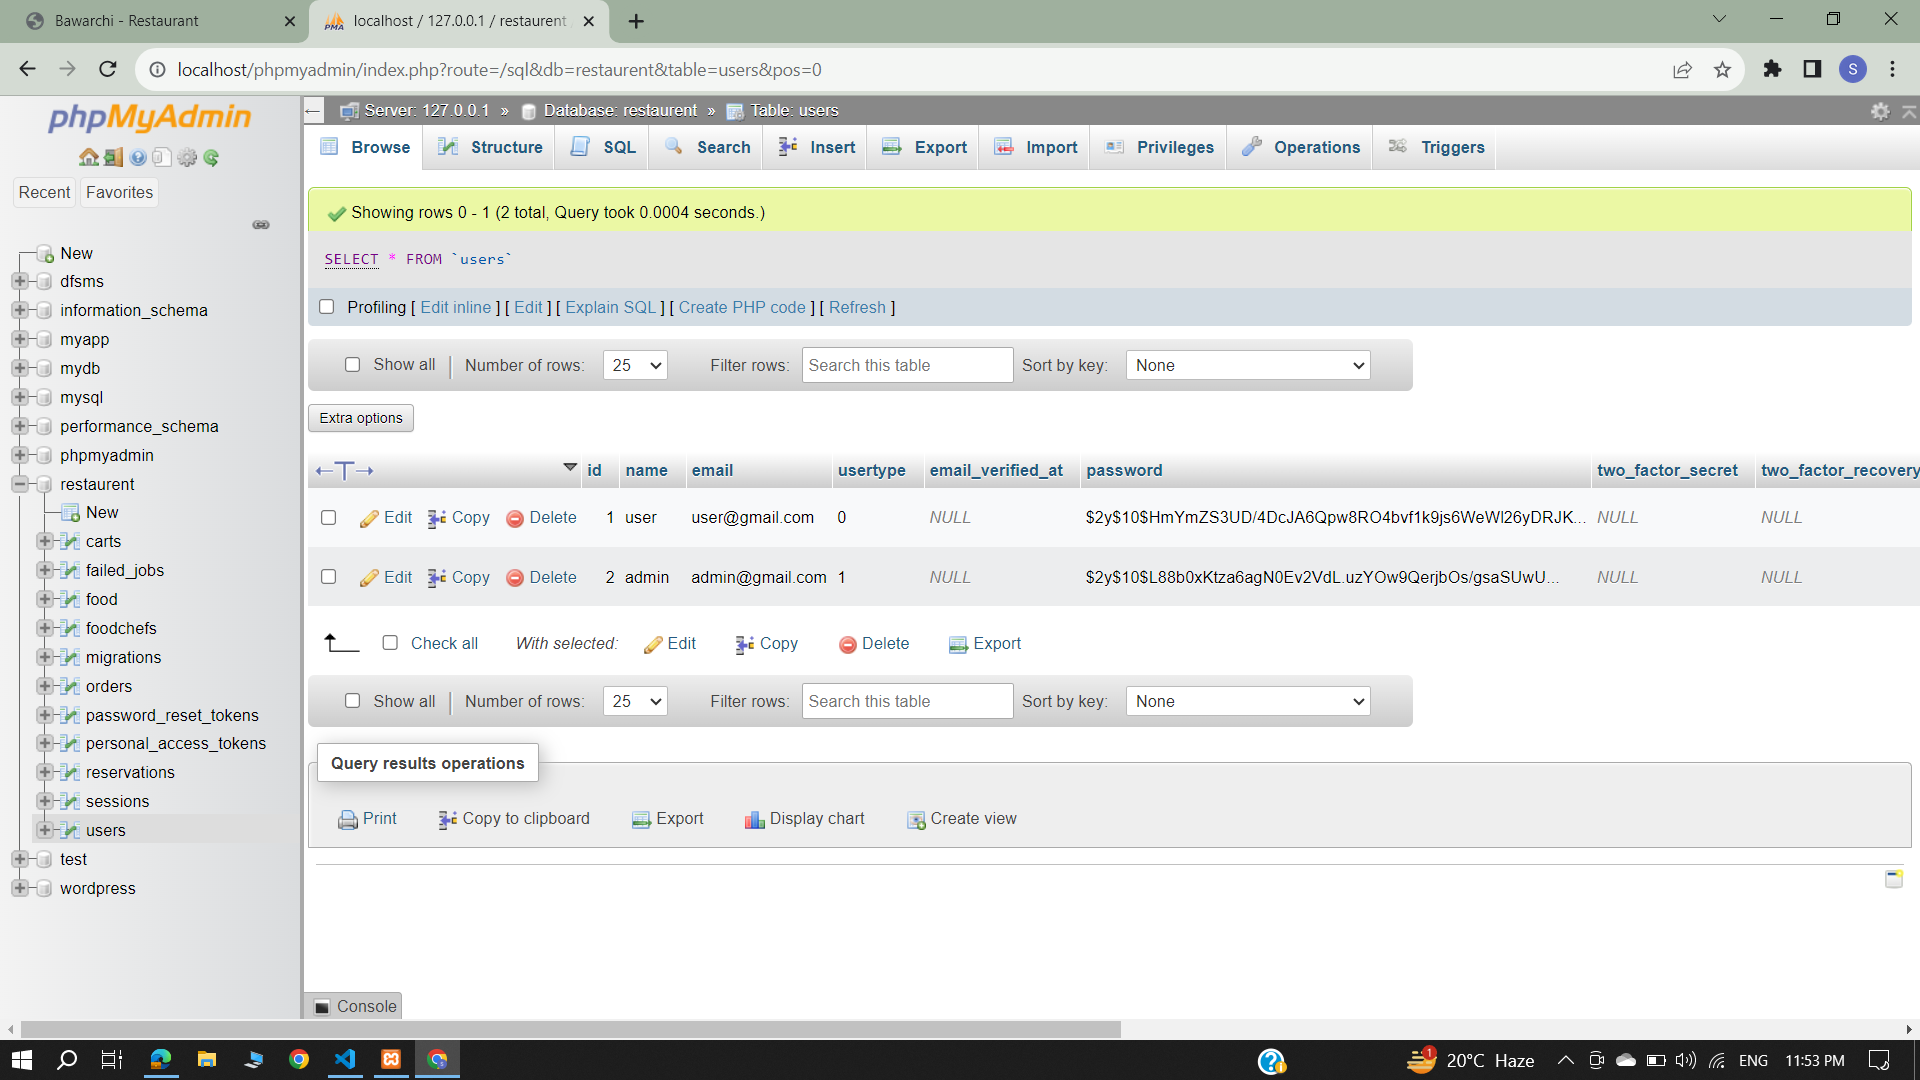 Bawarchi - Restaurant
localhost / 127.0.0.1 / restaurent
localhost/phpmyadmin/index.php?route=/sql&db=restaurent&table=users&pos=0
S
phpMyAdmin
Recent
Favorites
New
dfsms
information_schema
myapp
mydb
mysql
performance_schema
phpmyadmin
restaurent
New
carts
failed_jobs
food
foodchefs
migrations
orders
password_reset_tokens
personal_access_tokens
reservations
sessions
users
test
wordpress
Server: 127.0.0.1 » Database: restaurent » Table: users
Browse Structure SQL Search Insert Export Import Privileges Operations Triggers
Showing rows 0 - 1 (2 total, Query took 0.0004 seconds.)
SELECT * FROM `users`
Profiling [ Edit inline ] [ Edit ] [ Explain SQL ] [ Create PHP code ] [ Refresh ]
Show all Number of rows: 25 Filter rows: Search this table Sort by key: None
Extra options
id name email usertype email_verified_at password two_factor_secret two_factor_recovery
Edit Copy Delete 1 user user@gmail.com 0 NULL $2y$10$HmYmZS3UD/4DcJA6Qpw8RO4bvf1k9js6WeWl26yDRJK... NULL NULL
Edit Copy Delete 2 admin admin@gmail.com 1 NULL $2y$10$L88b0xKtza6agN0Ev2VdL.uzYOw9QerjbOs/gsaSUwU... NULL NULL
Check all With selected: Edit Copy Delete Export
Show all Number of rows: 25 Filter rows: Search this table Sort by key: None
Query results operations
Print Copy to clipboard Export Display chart Create view
Console
1 20°C Haze ENG 11:53 PM